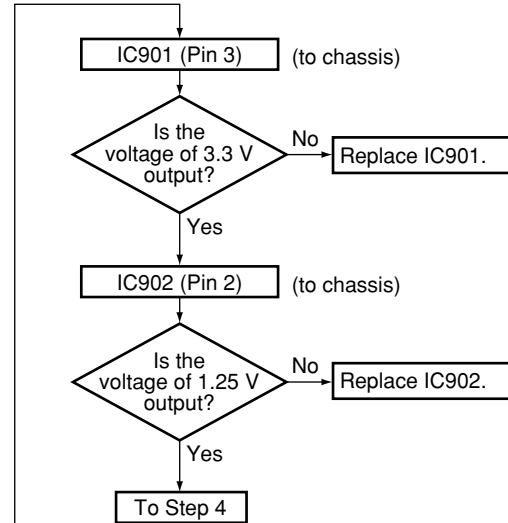 IC901 (Pin 3) (to chassis)
Is the
voltage of 3.3 V
output?
No
Replace IC901.
Yes
IC902 (Pin 2) (to chassis)
Is the
voltage of 1.25 V
output?
No
Replace IC902.
Yes
To Step 4